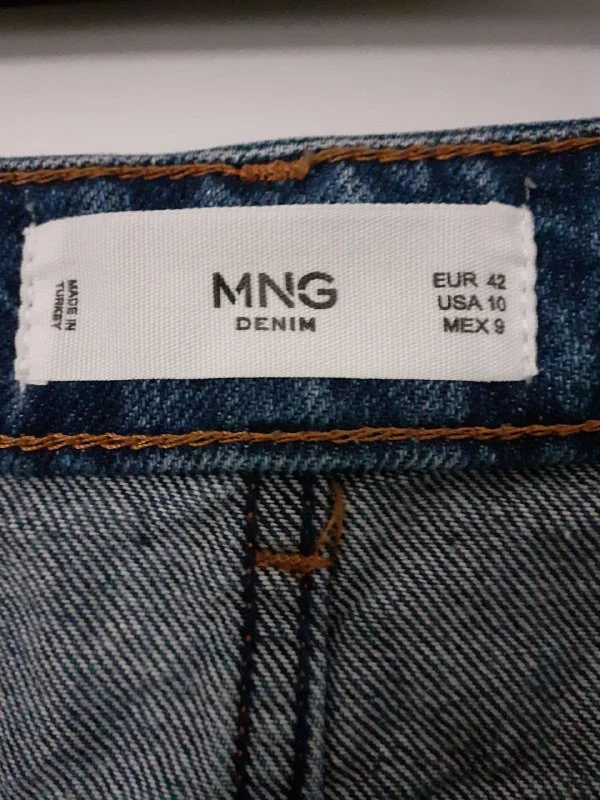 MADE IN
TURKEY
MNG
DENIM
EUR 42
USA 10
MEX 9